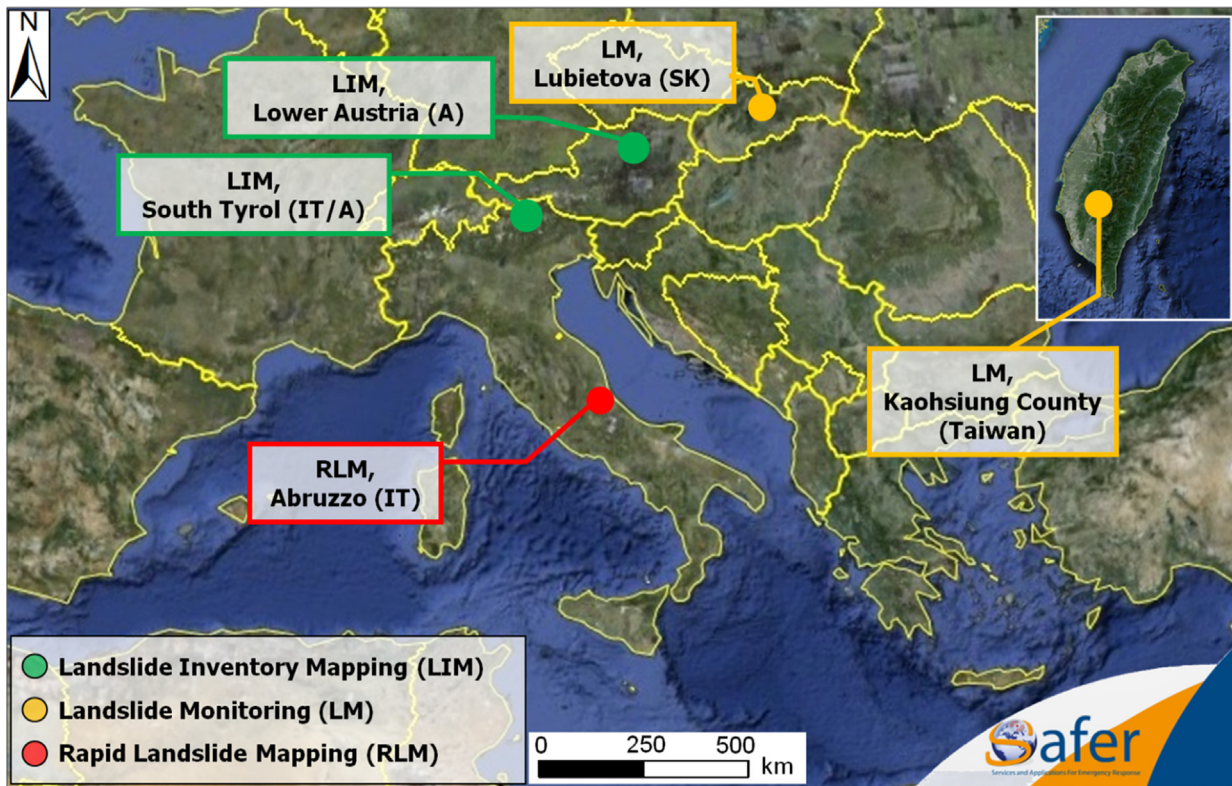 N
LM,
Lubietova (SK)
LIM,
Lower Austria (A)
LIM,
South Tyrol (IT/A)
LM,
Kaohsiung County
(Taiwan)
RLM,
Abruzzo (IT)
Landslide Inventory Mapping (LIM)
Landslide Monitoring (LM)
Rapid Landslide Mapping (RLM)
0 250 500
km
Safer
Services and Applications For Emergency Response